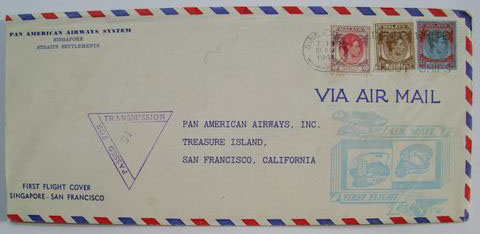 PAN AMERICAN AIRWAYS SYSTEM
SINGAPORE
STRAITS SETTLEMENTS
MALAYA
MALAYA
MALAYA
VIA AIR MAIL
TRANSMISSION
PASSED FOR
PAN AMERICAN AIRWAYS, INC.
TREASURE ISLAND,
SAN FRANCISCO, CALIFORNIA
AIR MAIL
FIRST FLIGHT
FIRST FLIGHT COVER
SINGAPORE - SAN FRANCISCO